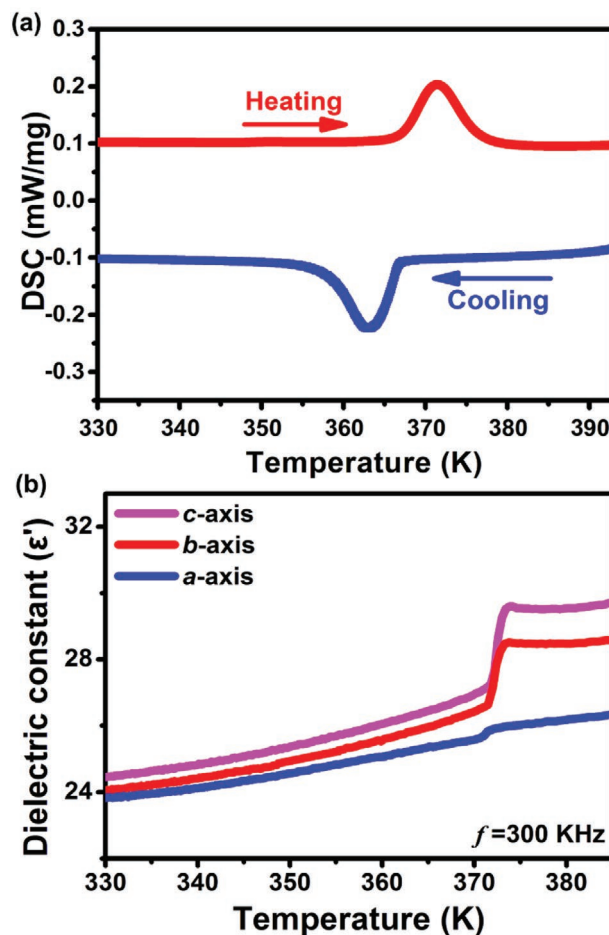 (a)
0.3
0.2
0.1
0.0
-0.1
-0.2
-0.3
DSC (mW/mg)
Heating
Cooling
330 340 350 360 370 380 390
Temperature (K)
(b)
32
28
24
Dielectric constant (ε')
c-axis
b-axis
a-axis
f=300 KHz
330 340 350 360 370 380
Temperature (K)